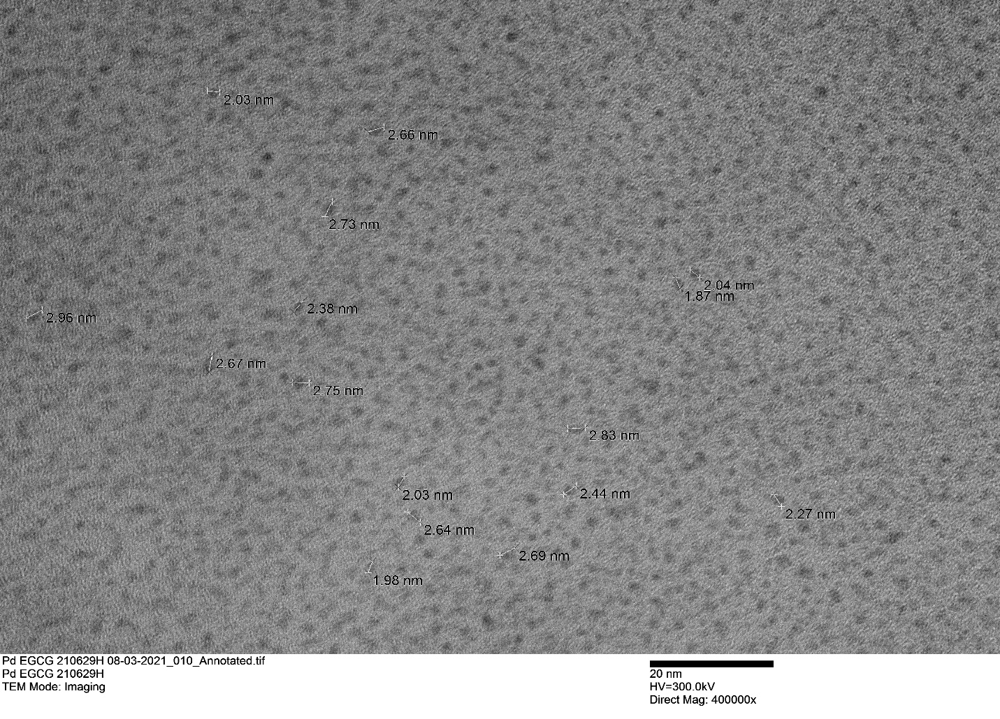 2.03 nm
2.66 nm
2.73 nm
2.04 nm
1.87 nm
2.38 nm
2.96 nm
2.67 nm
2.75 nm
2.83 nm
2.03 nm
2.44 nm
2.27 nm
2.64 nm
2.69 nm
1.98 nm
Pd EGCG 210629H 08-03-2021_010_Annotated.tif
Pd EGCG 210629H
TEM Mode: Imaging
20 nm
HV=300.0kV
Direct Mag: 400000x